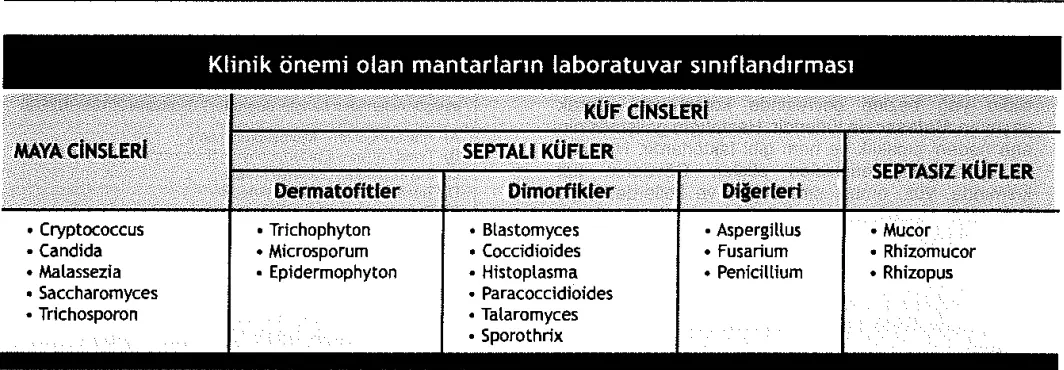 Klinik önemi olan mantarların laboratuvar sınıflandırması
MAYA CİNSLERİ
KÜF CİNSLERİ
SEPTALI KÜFLER
SEPTASIZ KÜFLER
Dermatofitler
Dimorfikler
Diğerleri
• Cryptococcus
• Candida
• Malassezia
• Saccharomyces
• Trichosporon
• Trichophyton
• Microsporum
• Epidermophyton
• Blastomyces
• Coccidioides
• Histoplasma
• Paracoccidioides
• Talaromyces
• Sporothrix
• Aspergillus
• Fusarium
• Penicillium
• Mucor
• Rhizomucor
• Rhizopus